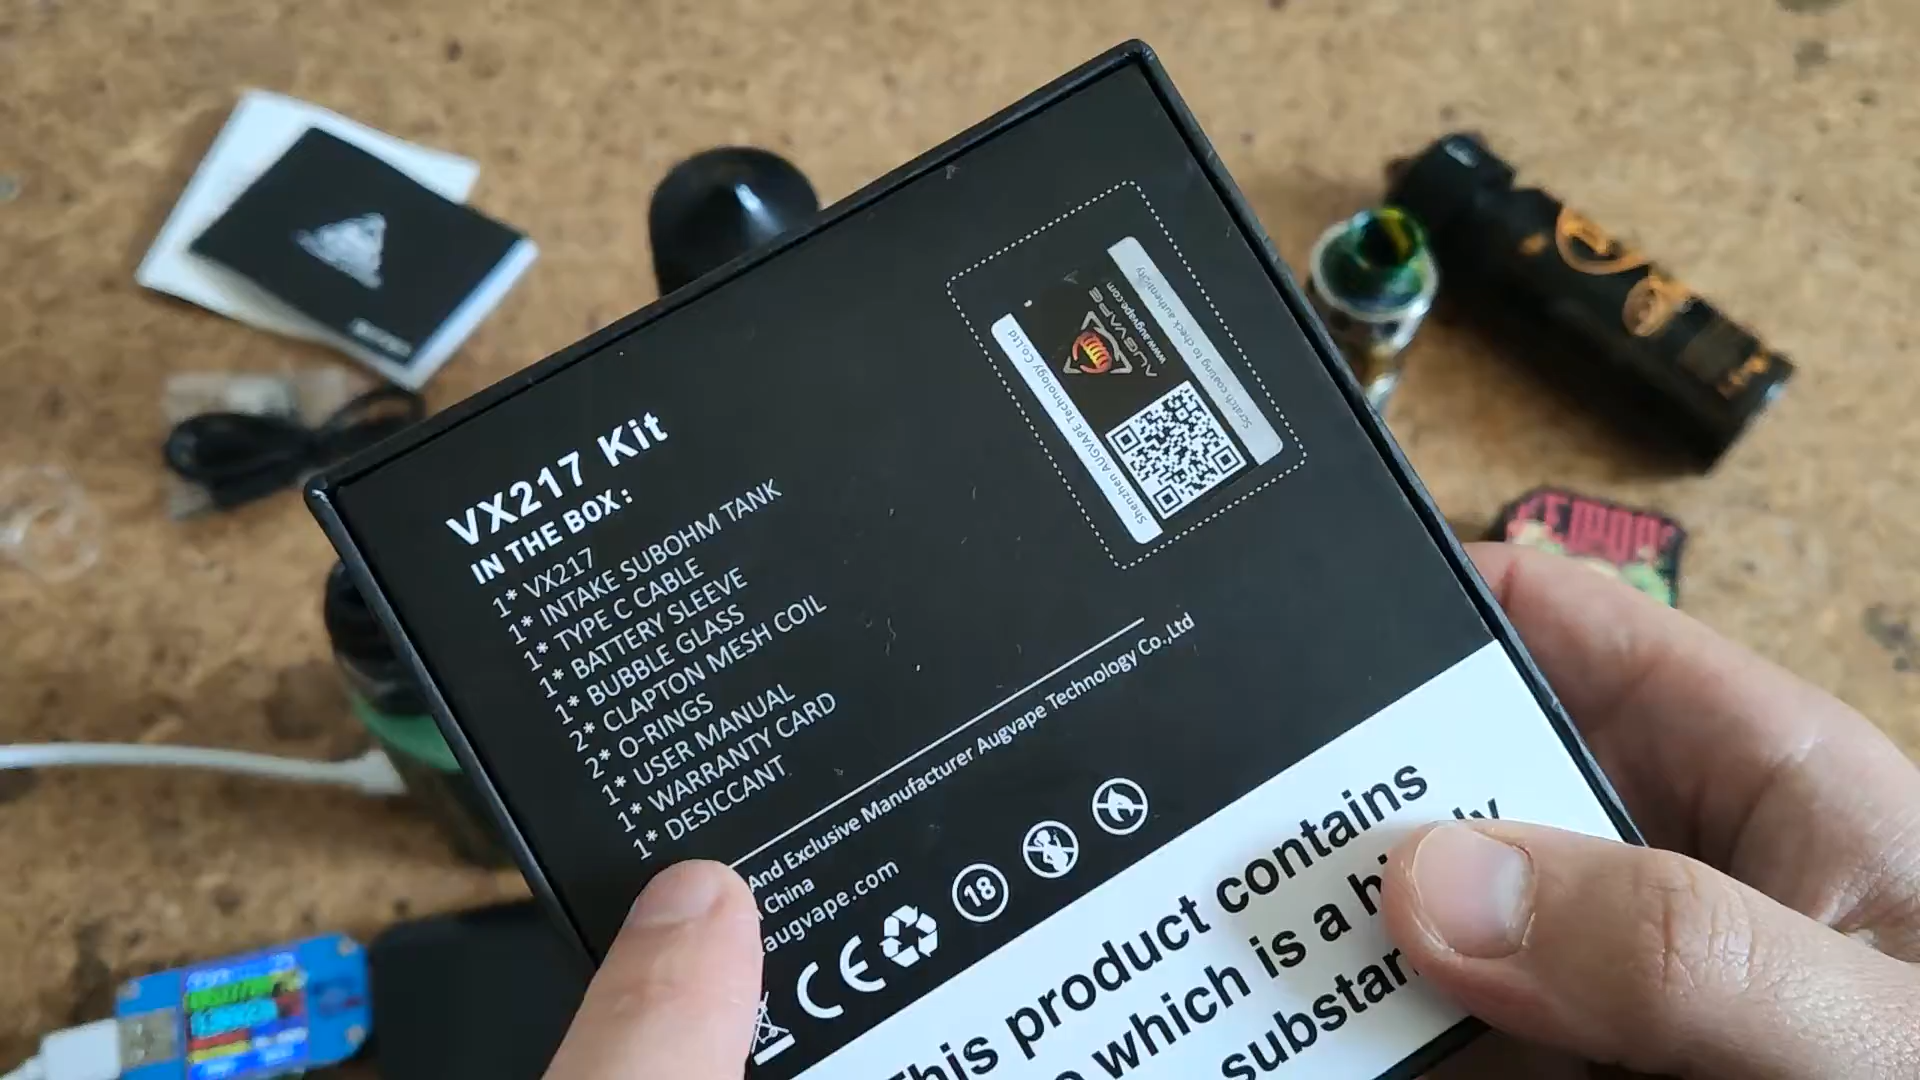 VX217 Kit
IN THE BOX:
1* VX217
1* INTAKE SUBOHM TANK
1* TYPE C CABLE
1* BATTERY SLEEVE
1* BUBBLE GLASS
2* CLAPTON MESH COIL
2* O-RINGS
1* USER MANUAL
1* WARRANTY CARD
1* DESICCANT
And Exclusive Manufacturer Augvape Technology Co.,Ltd
China
augvape.com
CE
18
Scratch coating to check authenticity
www.augvape.com
AUGVAPE
Shenzhen AUGVAPE Technology Co.,Ltd
This product contains
which is a